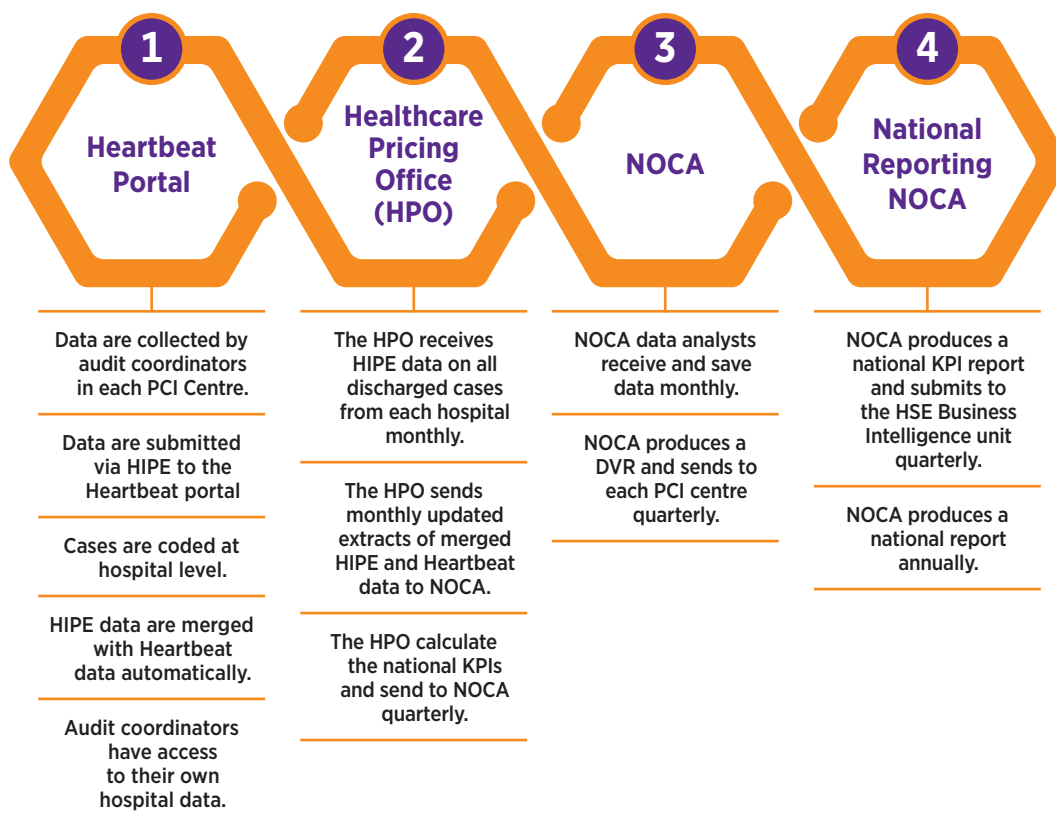 1
Heartbeat
Portal
Data are collected by
audit coordinators
in each PCI Centre.
Data are submitted
via HIPE to the
Heartbeat portal
Cases are coded at
hospital level.
HIPE data are merged
with Heartbeat
data automatically.
Audit coordinators
have access
to their own
hospital data.
2
Healthcare
Pricing
Office
(HPO)
The HPO receives
HIPE data on all
discharged cases
from each hospital
monthly.
The HPO sends
monthly updated
extracts of merged
HIPE and Heartbeat
data to NOCA.
The HPO calculate
the national KPIs
and send to NOCA
quarterly.
3
NOCA
NOCA data analysts
receive and save
data monthly.
NOCA produces a
DVR and sends to
each PCI centre
quarterly.
4
National
Reporting
NOCA
NOCA produces a
national KPI report
and submits to
the HSE Business
Intelligence unit
quarterly.
NOCA produces a
national report
annually.